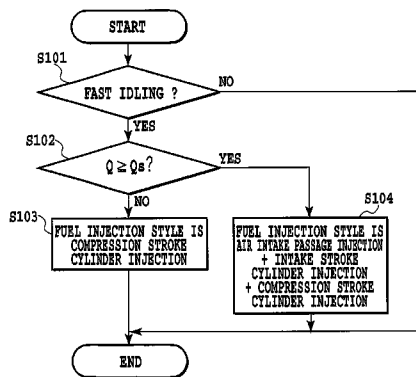 START
S101
FAST IDLING ?
NO
YES
S102
Q ≥ Qs?
YES
NO
S103
FUEL INJECTION STYLE IS
COMPRESSION STROKE
CYLINDER INJECTION
S104
FUEL INJECTION STYLE IS
AIR INTAKE PASSAGE INJECTION
+ INTAKE STROKE
CYLINDER INJECTION
+ COMPRESSION STROKE
CYLINDER INJECTION
END